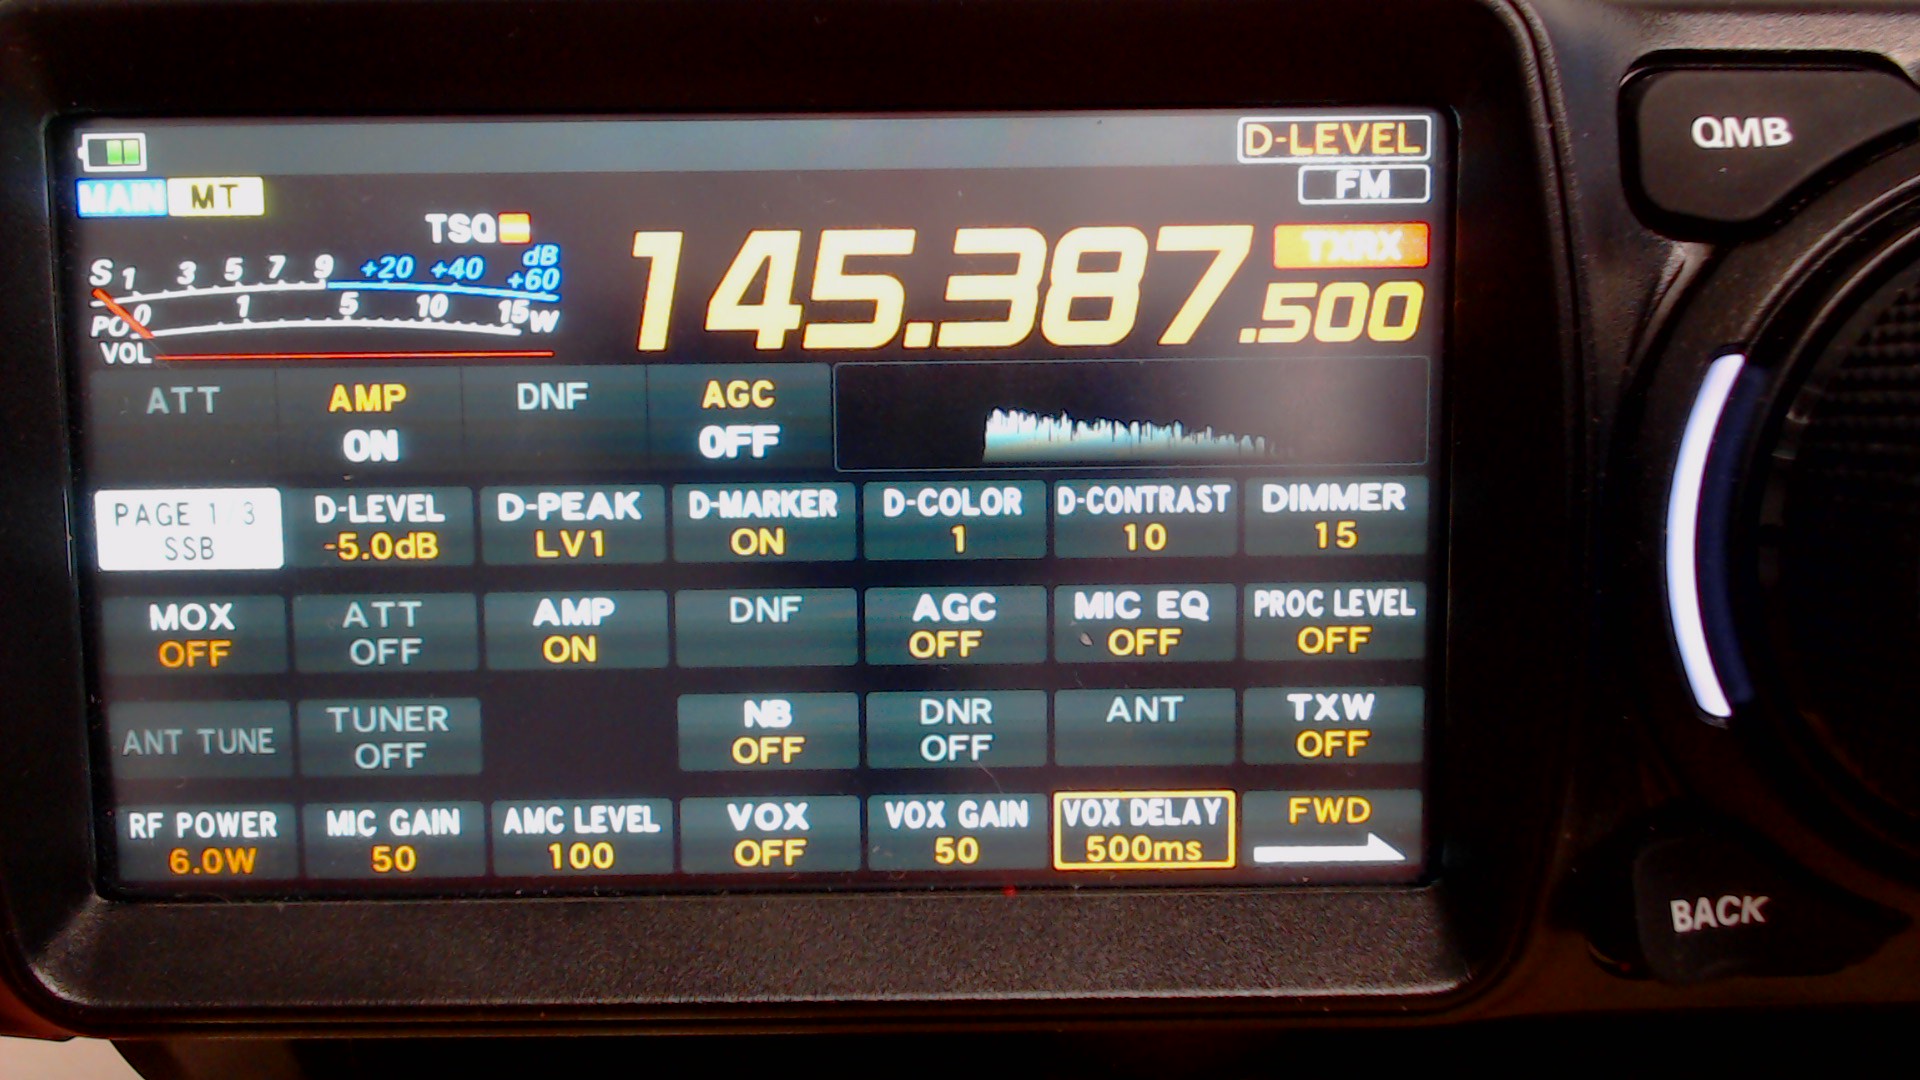 D-LEVEL
QMB
MAIN MT
FM
TSQ
145.387.500
TXRX
S 1 3 5 7 9 +20 +40 +60 dB
PO 0 1 5 10 15 W
VOL
ATT AMP DNF AGC
ON OFF
PAGE 1/3 D-LEVEL D-PEAK D-MARKER D-COLOR D-CONTRAST DIMMER
SSB -5.0dB LV1 ON 1 10 15
MOX ATT AMP DNF AGC MIC EQ PROC LEVEL
OFF OFF ON OFF OFF OFF
ANT TUNE TUNER NB DNR ANT TXW
OFF OFF OFF OFF
RF POWER MIC GAIN AMC LEVEL VOX VOX GAIN VOX DELAY FWD
6.0W 50 100 OFF 50 500ms
BACK